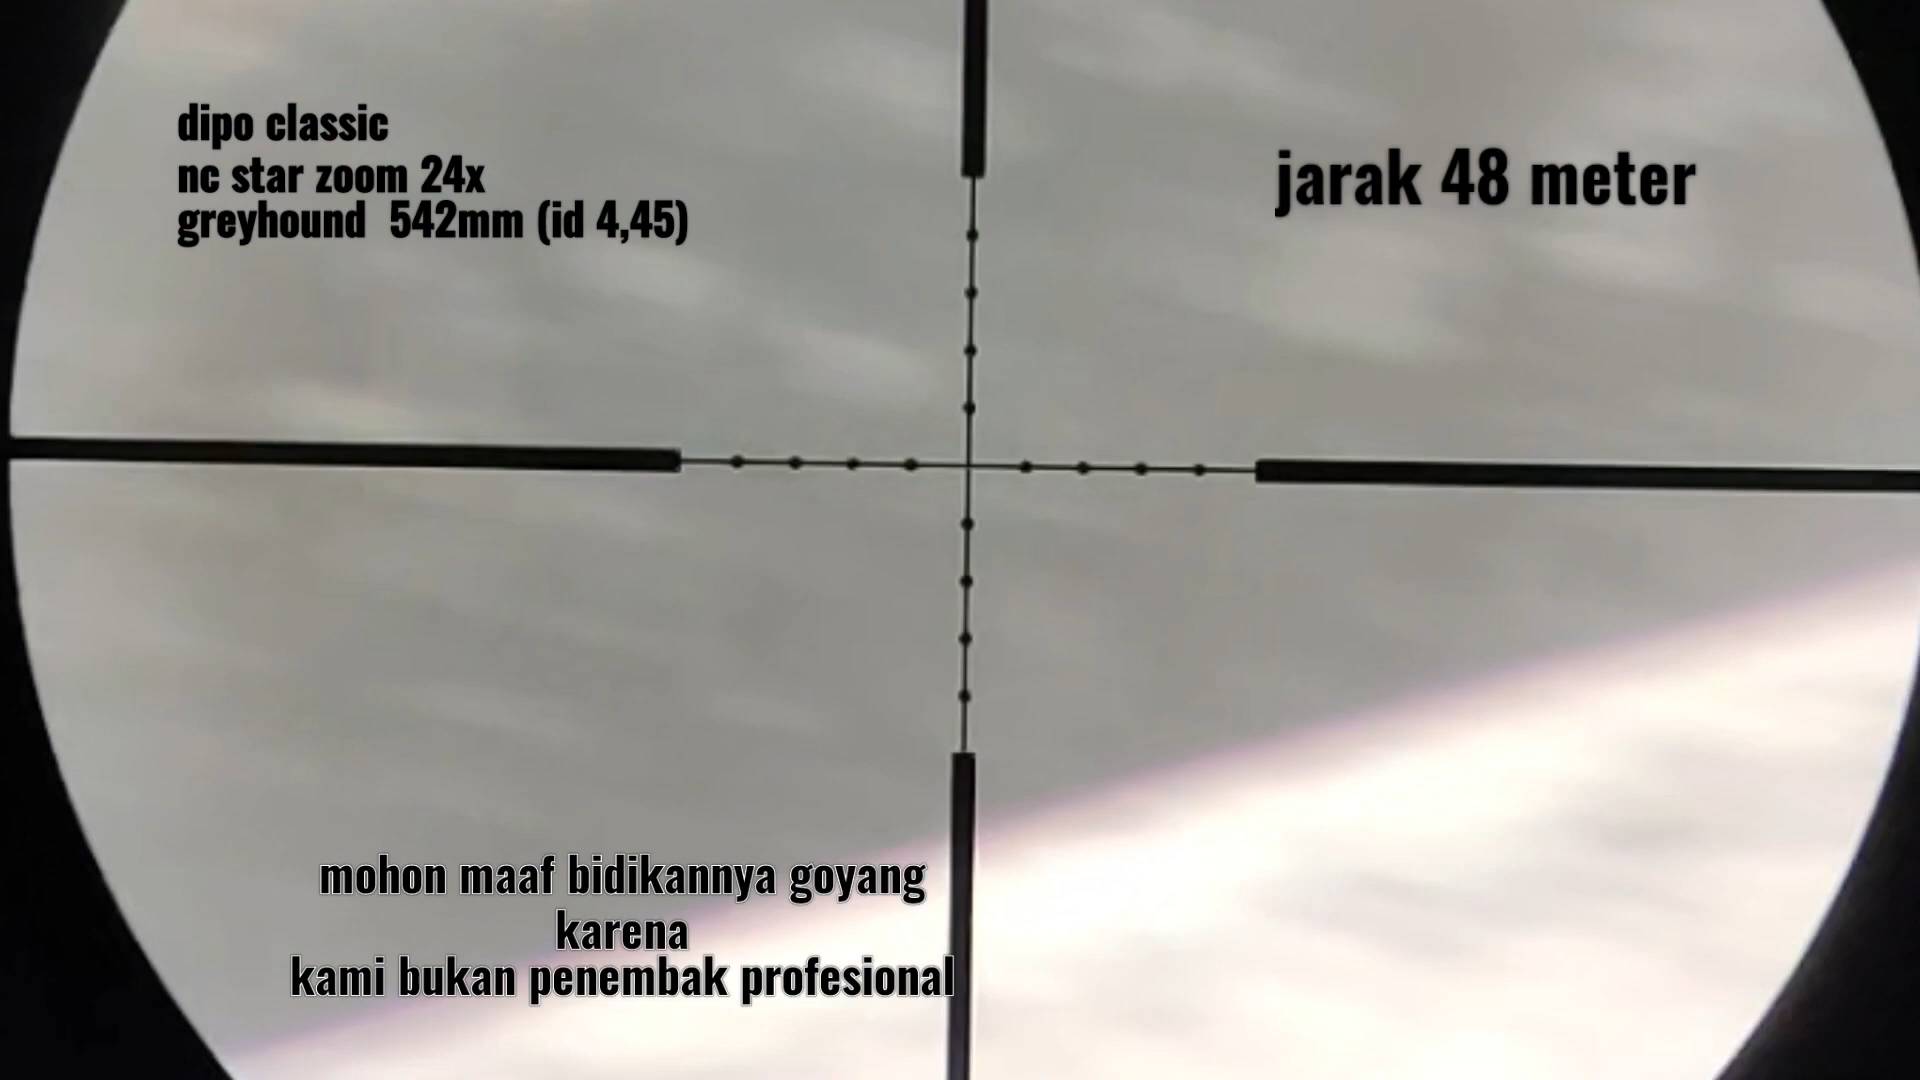 dipo classic
nc star zoom 24x
greyhound 542mm (id 4,45)
jarak 48 meter
mohon maaf bidikannya goyang
karena
kami bukan penembak profesional